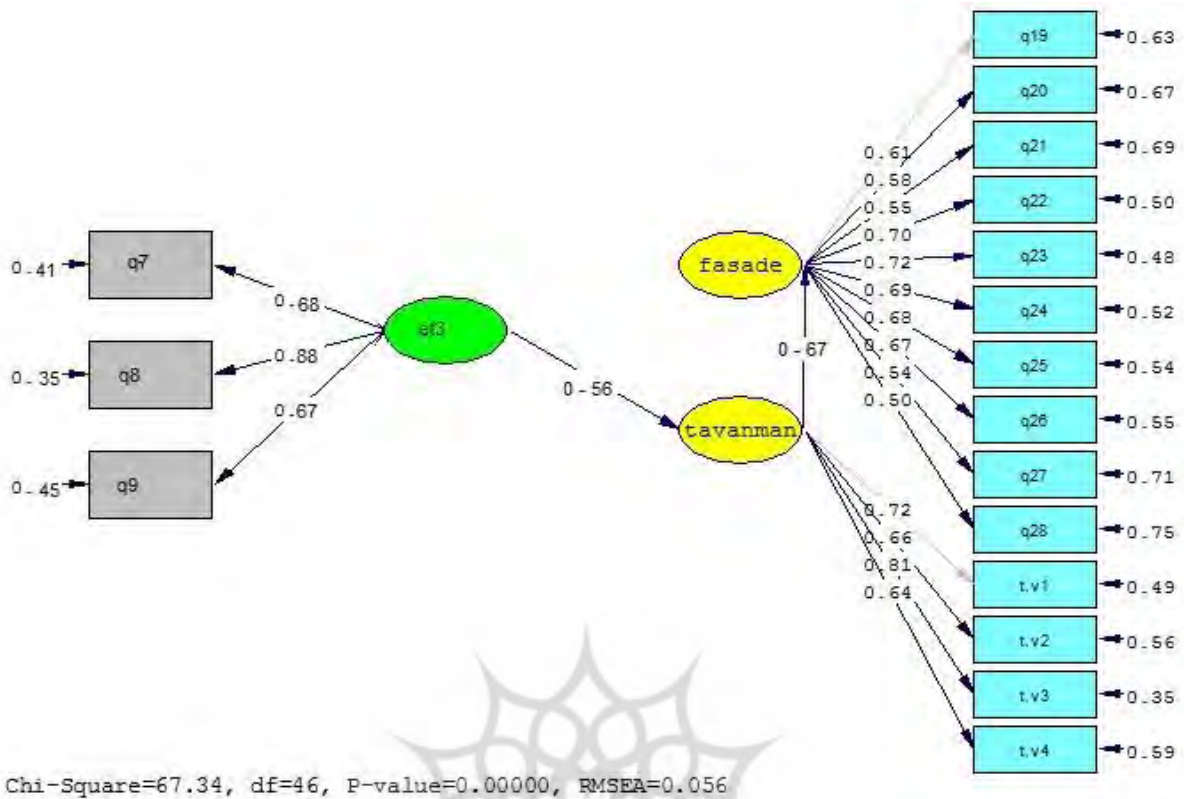 q19
0.63
q20
0.67
q21
0.69
q22
0.50
q23
0.48
q24
0.52
q25
0.54
q26
0.55
q27
0.71
q28
0.75
t.v1
0.49
t.v2
0.56
t.v3
0.35
t.v4
0.59
0.61
0.58
0.55
0.70
0.72
0.69
0.68
0.67
0.54
0.50
fasade
0.67
tavanman
0.72
0.66
0.81
0.64
0.41
q7
0.68
0.35
q8
0.88
0.45
q9
0.67
0.56
Chi-Square=67.34, df=46, P-value=0.00000, RMSEA=0.056